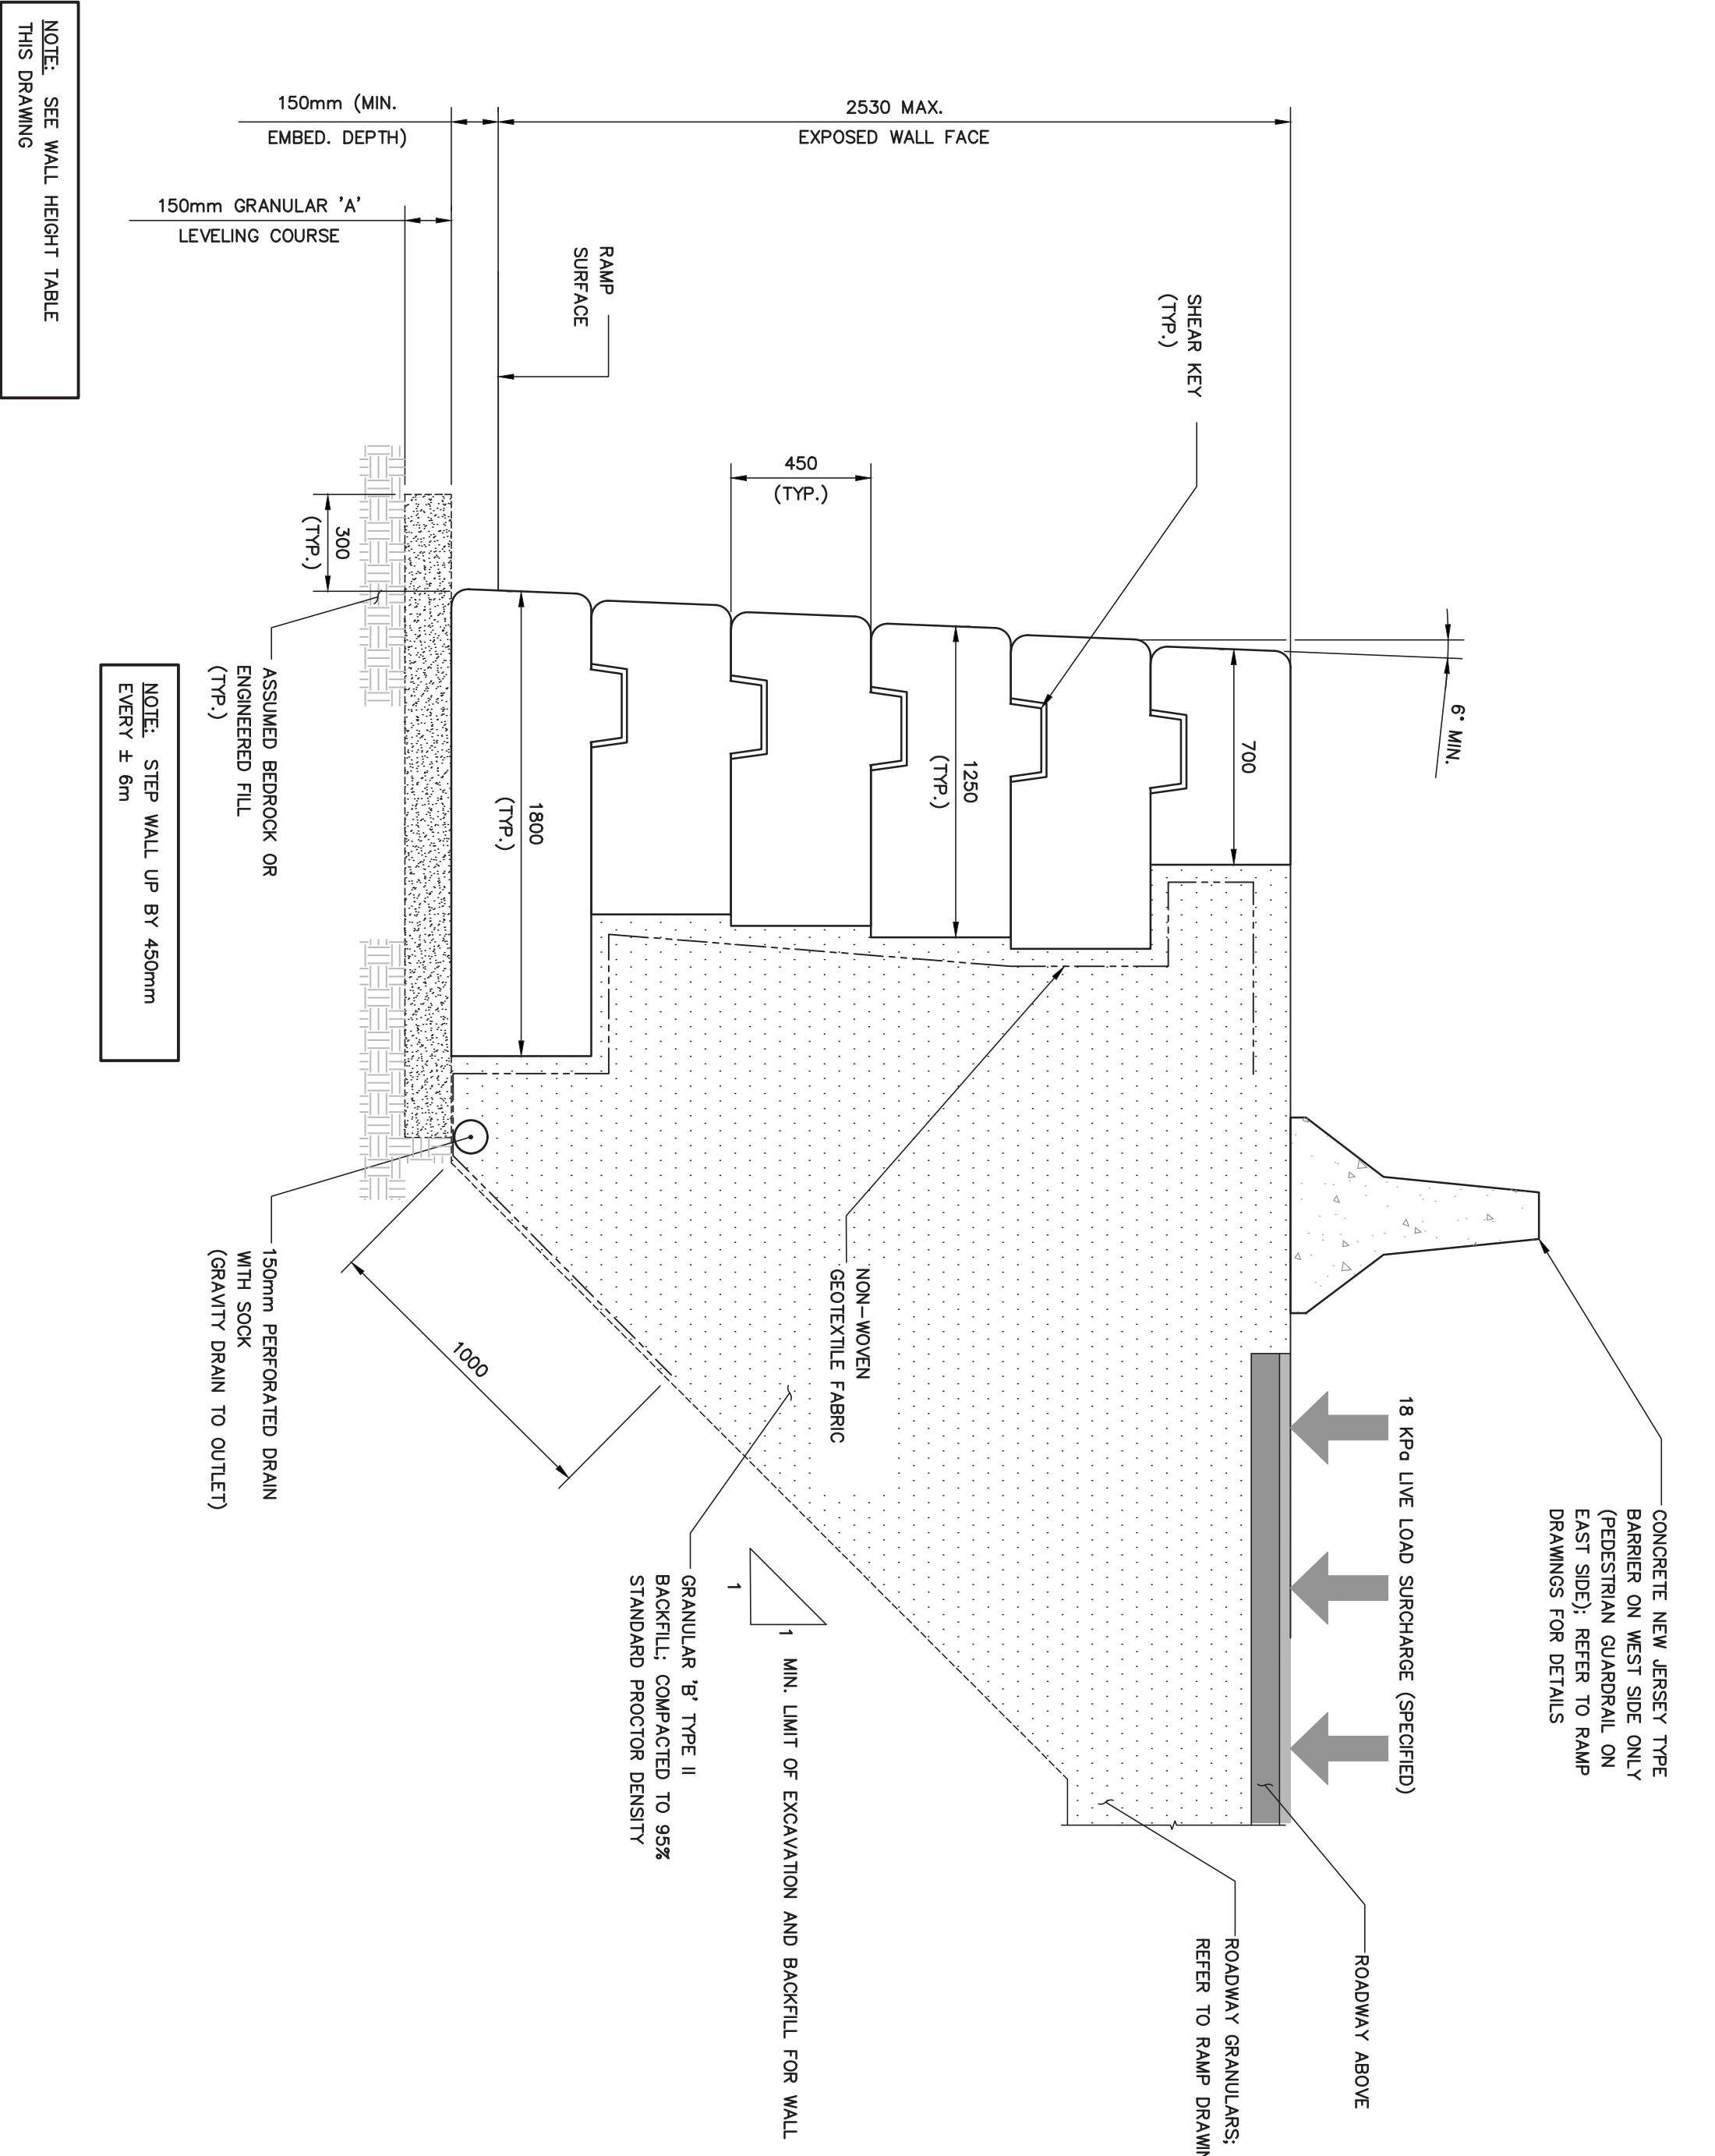 CONCRETE NEW JERSEY TYPE
BARRIER ON WEST SIDE ONLY
(PEDESTRIAN GUARDRAIL ON
EAST SIDE); REFER TO RAMP
DRAWINGS FOR DETAILS
18 KPa LIVE LOAD SURCHARGE (SPECIFIED)
ROADWAY ABOVE
ROADWAY GRANULARS;
REFER TO RAMP
6° MIN.
SHEAR KEY
(TYP.)
700
2530 MAX.
EXPOSED WALL FACE
1250
(TYP.)
450
(TYP.)
NON-WOVEN
GEOTEXTILE FABRIC
1
1
MIN. LIMIT OF EXCAVATION AND BACKFILL FOR WALL
GRANULAR 'B' TYPE II
BACKFILL; COMPACTED TO 95%
STANDARD PROCTOR DENSITY
RAMP
SURFACE
1800
(TYP.)
1000
150mm (MIN.
EMBED. DEPTH)
150mm GRANULAR 'A'
LEVELING COURSE
300
(TYP.)
ASSUMED BEDROCK OR
ENGINEERED FILL
(TYP.)
150mm PERFORATED DRAIN
WITH SOCK
(GRAVITY DRAIN TO OUTLET)
NOTE: STEP WALL UP BY 450mm
EVERY ± 6m
NOTE: SEE WALL HEIGHT TABLE
THIS DRAWING